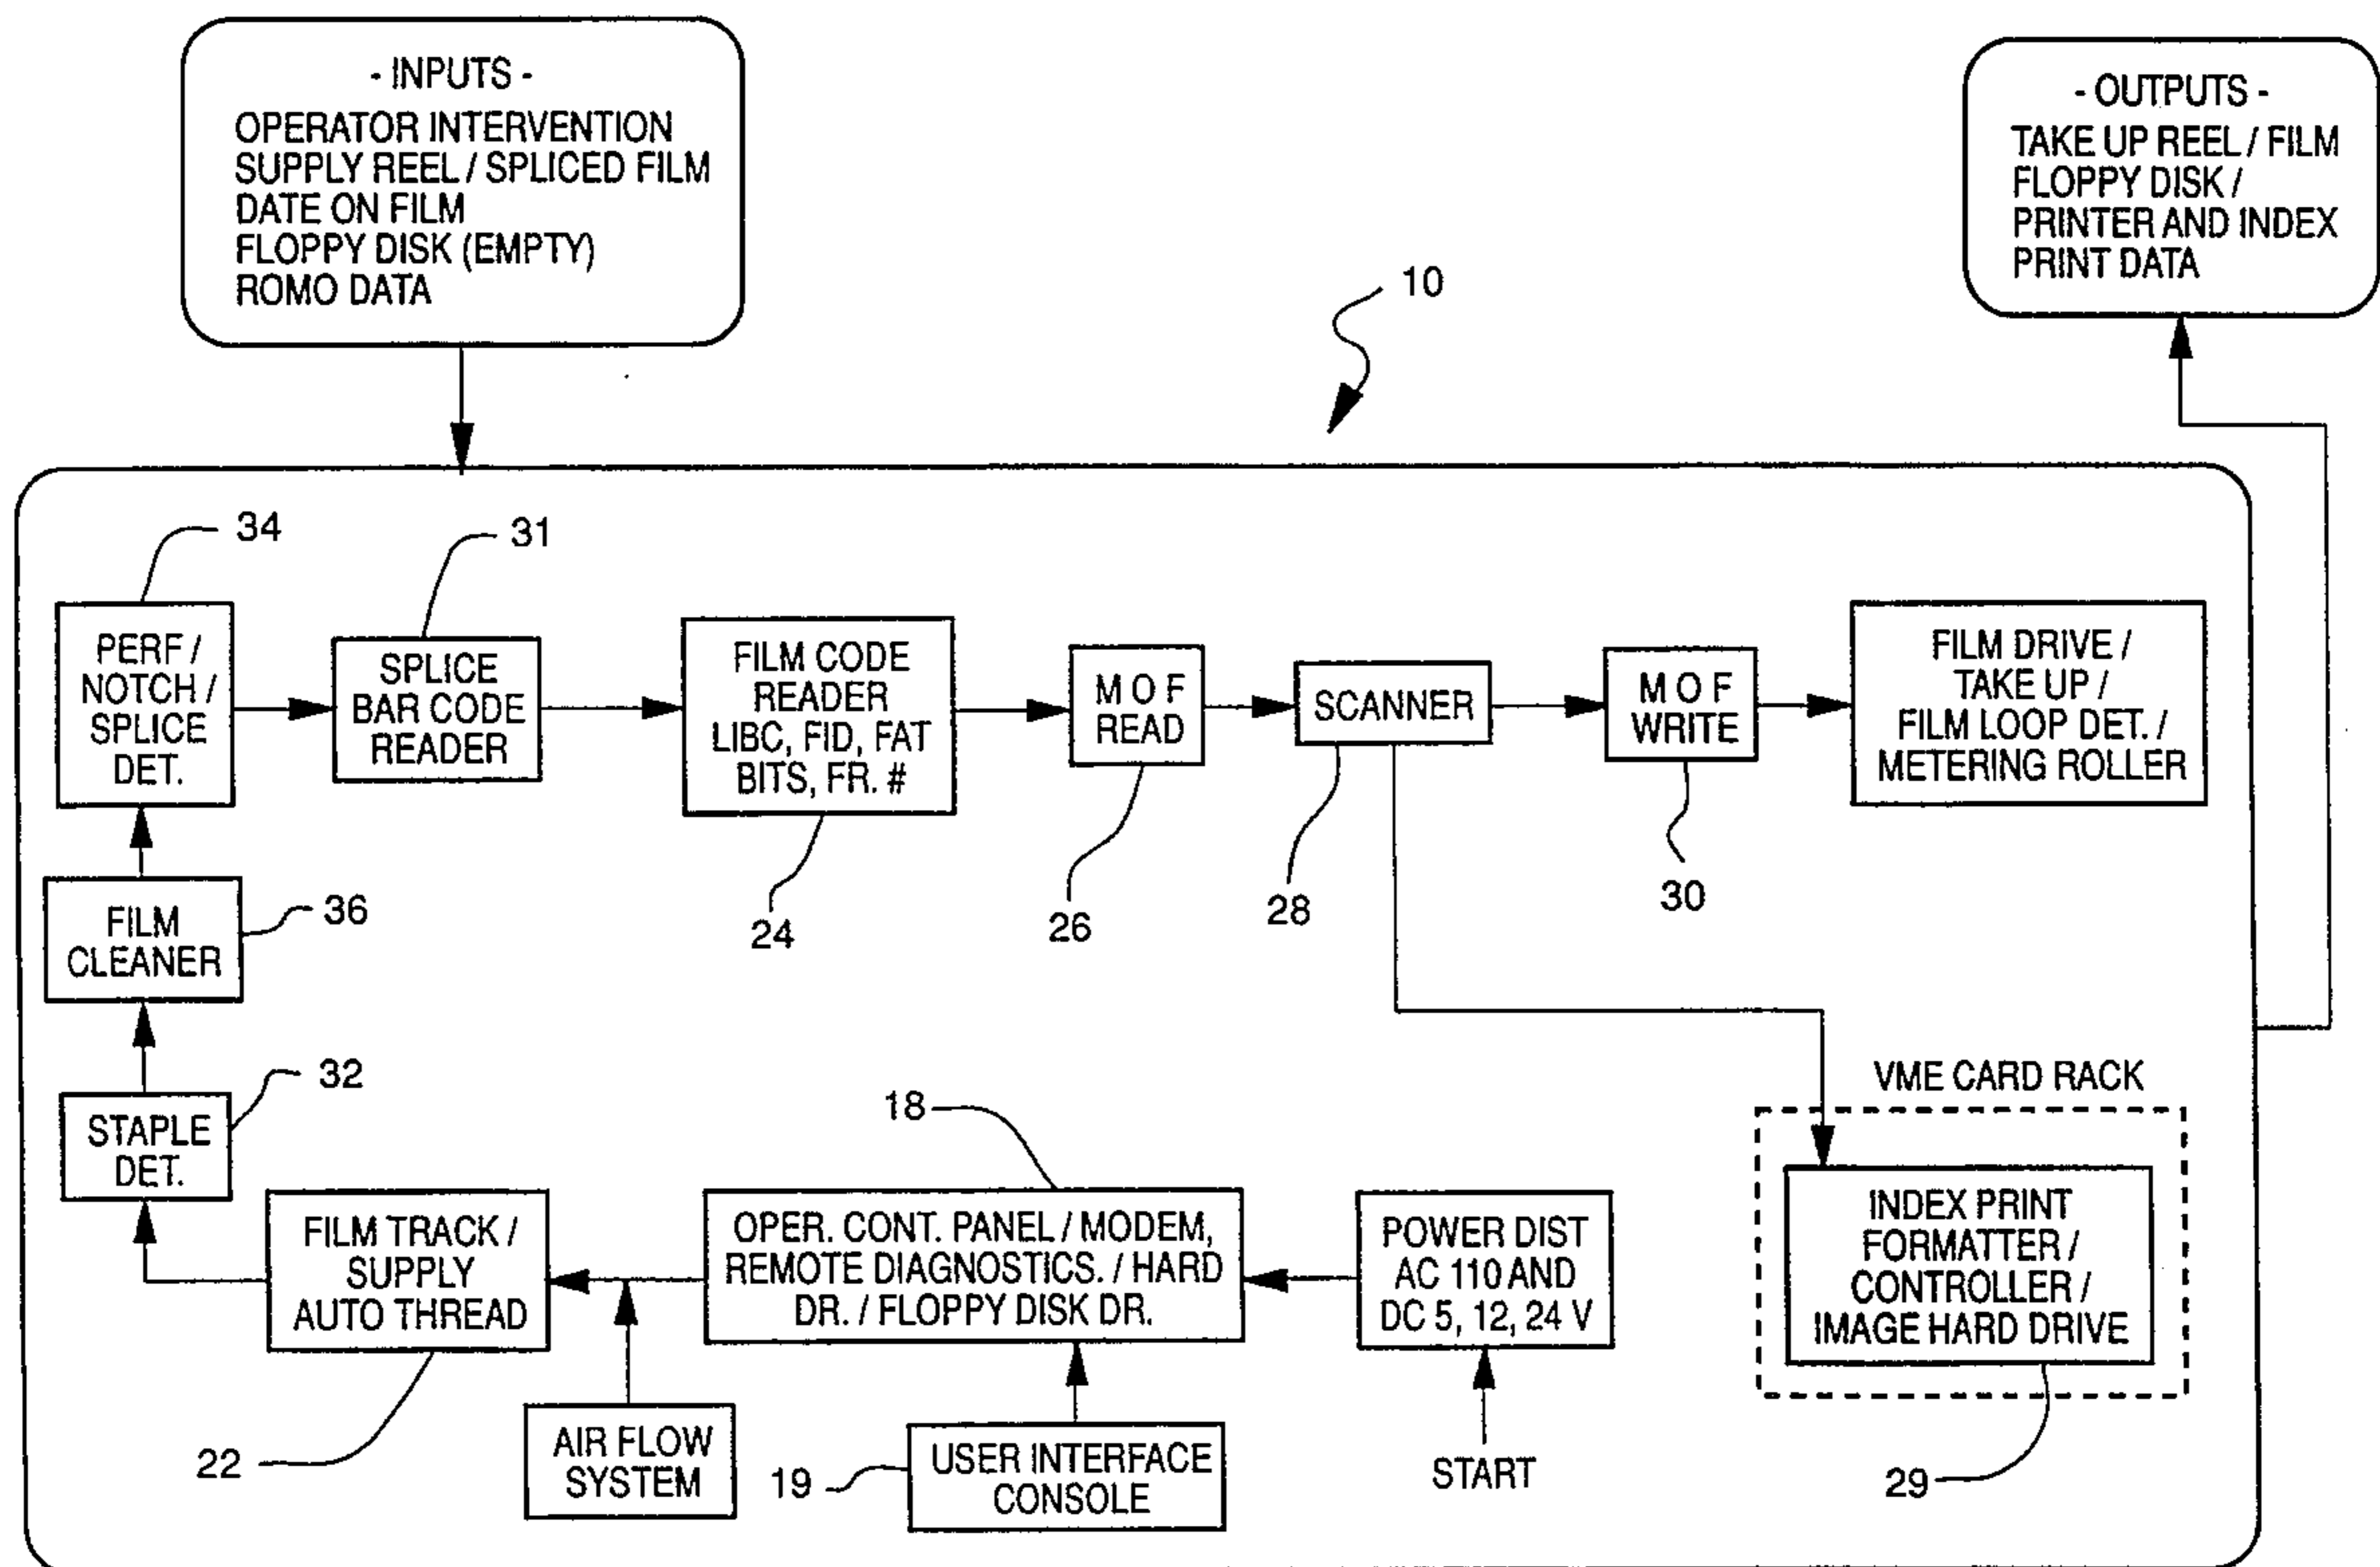 - INPUTS -
OPERATOR INTERVENTION
SUPPLY REEL / SPLICED FILM
DATE ON FILM
FLOPPY DISK (EMPTY)
ROMO DATA
- OUTPUTS -
TAKE UP REEL / FILM
FLOPPY DISK /
PRINTER AND INDEX
PRINT DATA
10
34
PERF /
NOTCH /
SPLICE
DET.
31
SPLICE
BAR CODE
READER
FILM CODE
READER
LIBC, FID, FAT
BITS, FR. #
24
M O F
READ
26
SCANNER
28
M O F
WRITE
30
FILM DRIVE /
TAKE UP /
FILM LOOP DET. /
METERING ROLLER
FILM
CLEANER
36
STAPLE
DET.
32
FILM TRACK /
SUPPLY
AUTO THREAD
22
AIR FLOW
SYSTEM
18
OPER. CONT. PANEL / MODEM,
REMOTE DIAGNOSTICS. / HARD
DR. / FLOPPY DISK DR.
19
USER INTERFACE
CONSOLE
POWER DIST
AC 110 AND
DC 5, 12, 24 V
START
VME CARD RACK
INDEX PRINT
FORMATTER /
CONTROLLER /
IMAGE HARD DRIVE
29